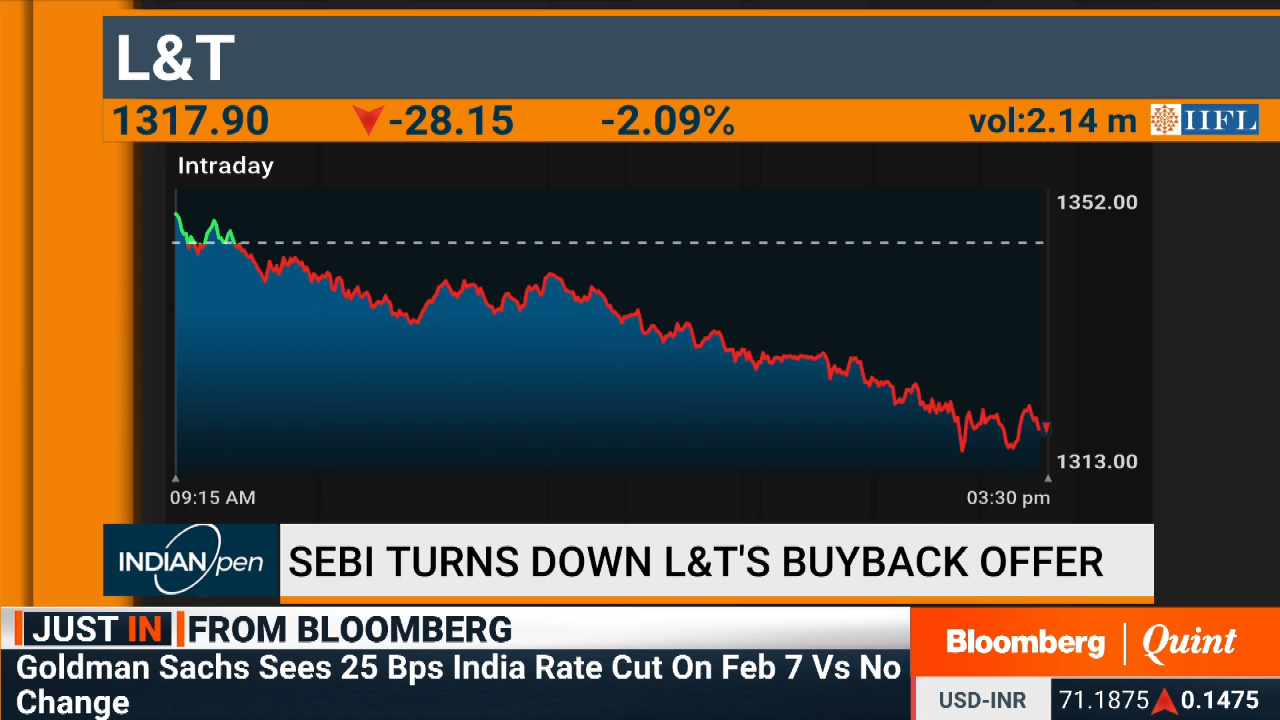 L&T
1317.90 -28.15 -2.09% vol:2.14 m IIFL
Intraday
1352.00
1313.00
09:15 AM 03:30 pm
INDIAN Open SEBI TURNS DOWN L&T'S BUYBACK OFFER
JUST IN FROM BLOOMBERG
Goldman Sachs Sees 25 Bps India Rate Cut On Feb 7 Vs No
Change
Bloomberg | Quint
USD-INR 71.1875 0.1475